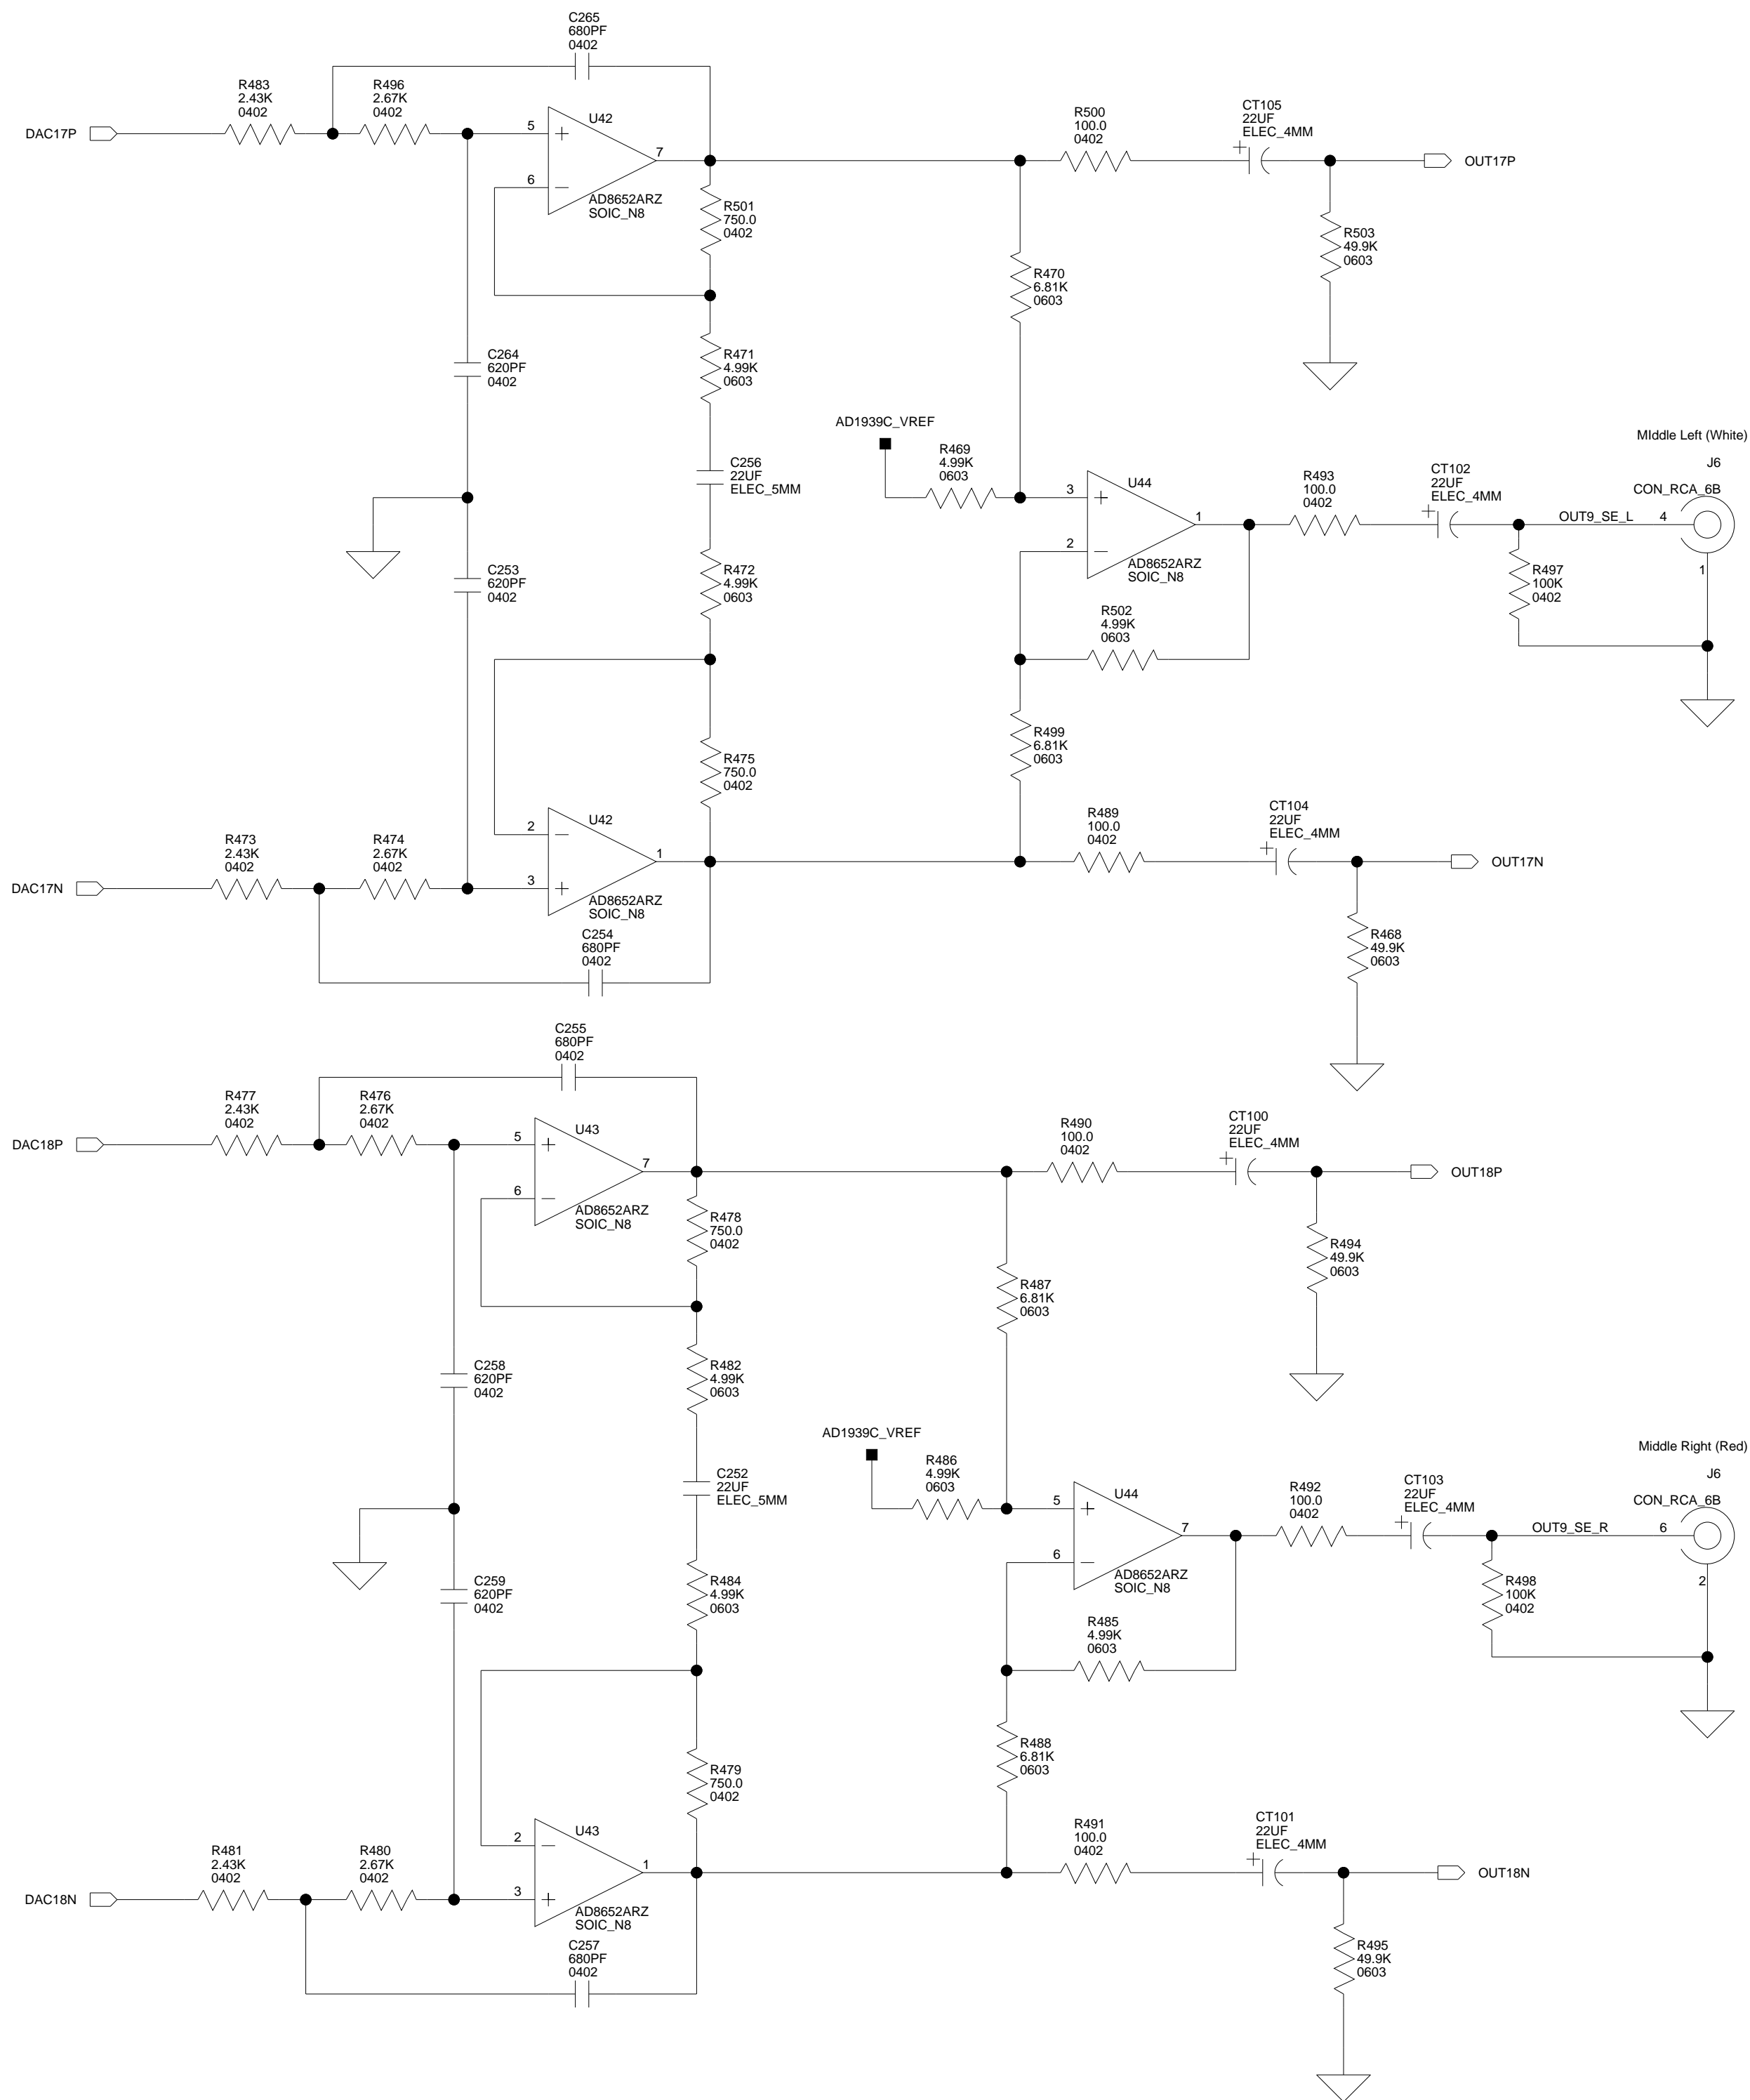 C265
680PF
0402
R483
2.43K
0402
R496
2.67K
0402
DAC17P
5
U42
7
6
AD8652ARZ
SOIC_N8
R501
750.0
0402
R500
100.0
0402
CT105
22UF
ELEC_4MM
OUT17P
R503
49.9K
0603
R470
6.81K
0603
C264
620PF
0402
R471
4.99K
0603
AD1939C_VREF
R469
4.99K
0603
C256
22UF
ELEC_5MM
3
U44
1
2
AD8652ARZ
SOIC_N8
R493
100.0
0402
CT102
22UF
ELEC_4MM
MIddle Left (White)
J6
CON_RCA_6B
OUT9_SE_L
4
1
R497
100K
0402
C253
620PF
0402
R472
4.99K
0603
R502
4.99K
0603
R499
6.81K
0603
R475
750.0
0402
R473
2.43K
0402
R474
2.67K
0402
DAC17N
2
U42
1
3
AD8652ARZ
SOIC_N8
R489
100.0
0402
CT104
22UF
ELEC_4MM
OUT17N
R468
49.9K
0603
C254
680PF
0402
C255
680PF
0402
R477
2.43K
0402
R476
2.67K
0402
DAC18P
5
U43
7
6
AD8652ARZ
SOIC_N8
R478
750.0
0402
R490
100.0
0402
CT100
22UF
ELEC_4MM
OUT18P
R494
49.9K
0603
R487
6.81K
0603
C258
620PF
0402
R482
4.99K
0603
AD1939C_VREF
R486
4.99K
0603
C252
22UF
ELEC_5MM
5
U44
7
6
AD8652ARZ
SOIC_N8
R492
100.0
0402
CT103
22UF
ELEC_4MM
Middle Right (Red)
J6
CON_RCA_6B
OUT9_SE_R
6
2
R498
100K
0402
C259
620PF
0402
R484
4.99K
0603
R485
4.99K
0603
R488
6.81K
0603
R479
750.0
0402
R481
2.43K
0402
R480
2.67K
0402
DAC18N
2
U43
1
3
AD8652ARZ
SOIC_N8
R491
100.0
0402
CT101
22UF
ELEC_4MM
OUT18N
R495
49.9K
0603
C257
680PF
0402